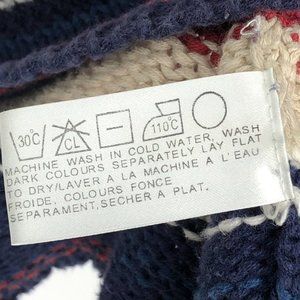 30°C CL 110°C
MACHINE WASH IN COLD WATER, WASH
DARK COLOURS SEPARATELY LAY FLAT
TO DRY/LAVER A LA MACHINE A L'EAU
FROIDE. COLOURS FONCE
SEPARAMENT,SECHER A PLAT.